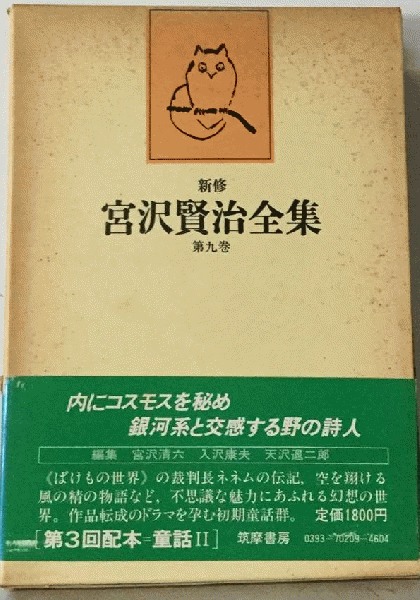 新修
宮沢賢治全集
第九巻
内にコスモスを秘め
銀河系と交感する野の詩人
編集 宮沢清六 入沢康夫 天沢退二郎
《ばけもの世界》の裁判長ネネムの伝記、空を翔ける
風の精の物語など、不思議な魅力にあふれる幻想の世
界。作品転成のドラマを孕む初期童話群。 定価1800円
[第3回配本=童話II] 筑摩書房 0393-70209-4604